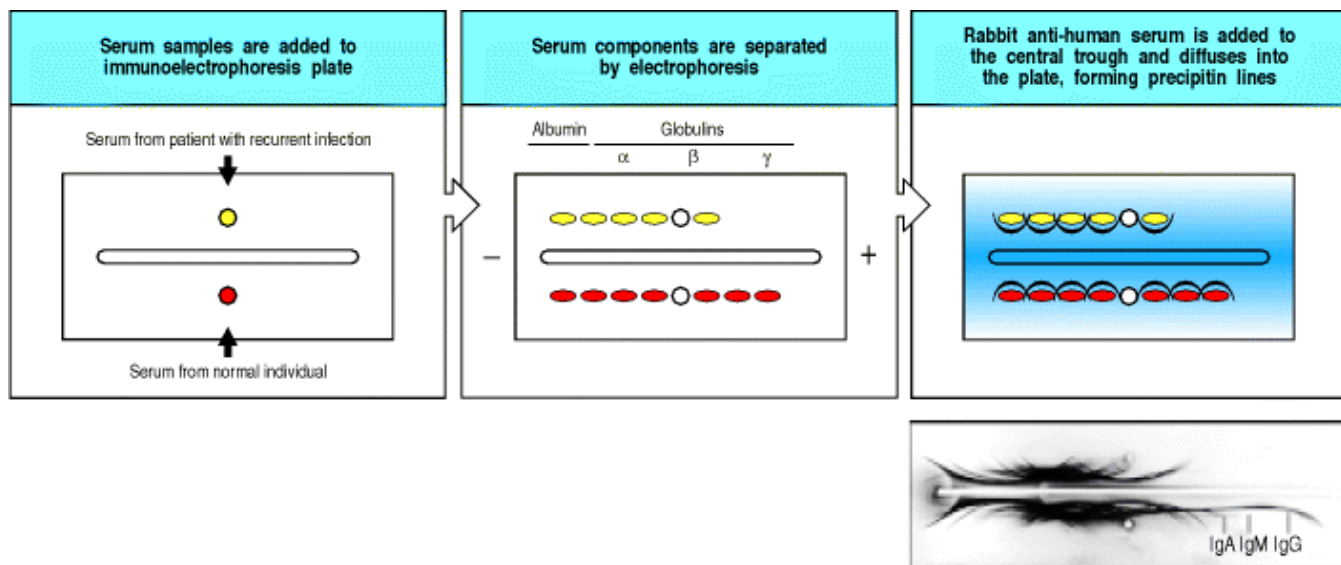 Serum samples are added to
immunoelectrophoresis plate
Serum from patient with recurrent infection
Serum from normal individual
Serum components are separated
by electrophoresis
Albumin Globulins
α β γ
– +
Rabbit anti-human serum is added to
the central trough and diffuses into
the plate, forming precipitin lines
IgA IgM IgG